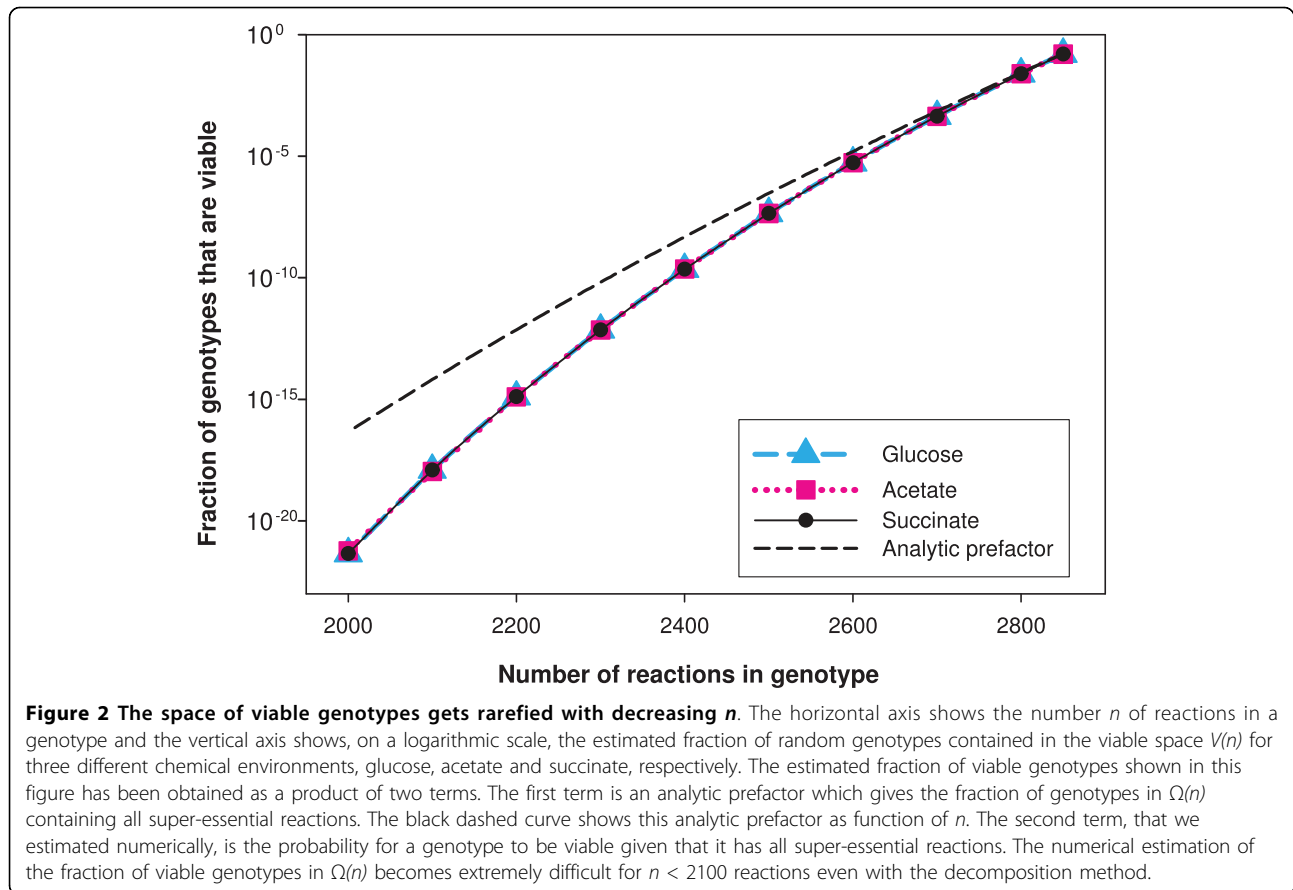 Fraction of genotypes that are viable
10^0
10^-5
10^-10
10^-15
10^-20
Glucose
Acetate
Succinate
Analytic prefactor
2000 2200 2400 2600 2800
Number of reactions in genotype
Figure 2 The space of viable genotypes gets rarefied with decreasing n. The horizontal axis shows the number n of reactions in a
genotype and the vertical axis shows, on a logarithmic scale, the estimated fraction of random genotypes contained in the viable space V(n) for
three different chemical environments, glucose, acetate and succinate, respectively. The estimated fraction of viable genotypes shown in this
figure has been obtained as a product of two terms. The first term is an analytic prefactor which gives the fraction of genotypes in Ω(n)
containing all super-essential reactions. The black dashed curve shows this analytic prefactor as function of n. The second term, that we
estimated numerically, is the probability for a genotype to be viable given that it has all super-essential reactions. The numerical estimation of
the fraction of viable genotypes in Ω(n) becomes extremely difficult for n < 2100 reactions even with the decomposition method.